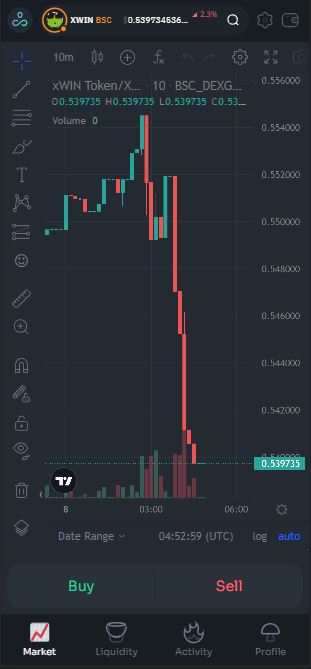 XWIN BSC $0.539734536... ▲ 2.3%
10m
xWIN Token/X... · 10 · BSC_DEXG...
O0.539735 H0.539735 L0.539735 C0.53...
Volume 0
0.556000
0.554000
0.552000
0.550000
0.548000
0.546000
0.544000
0.542000
0.540000
0.539735
8 03:00 06:00
Date Range 04:52:59 (UTC) log auto
Buy Sell
Market Liquidity Activity Profile